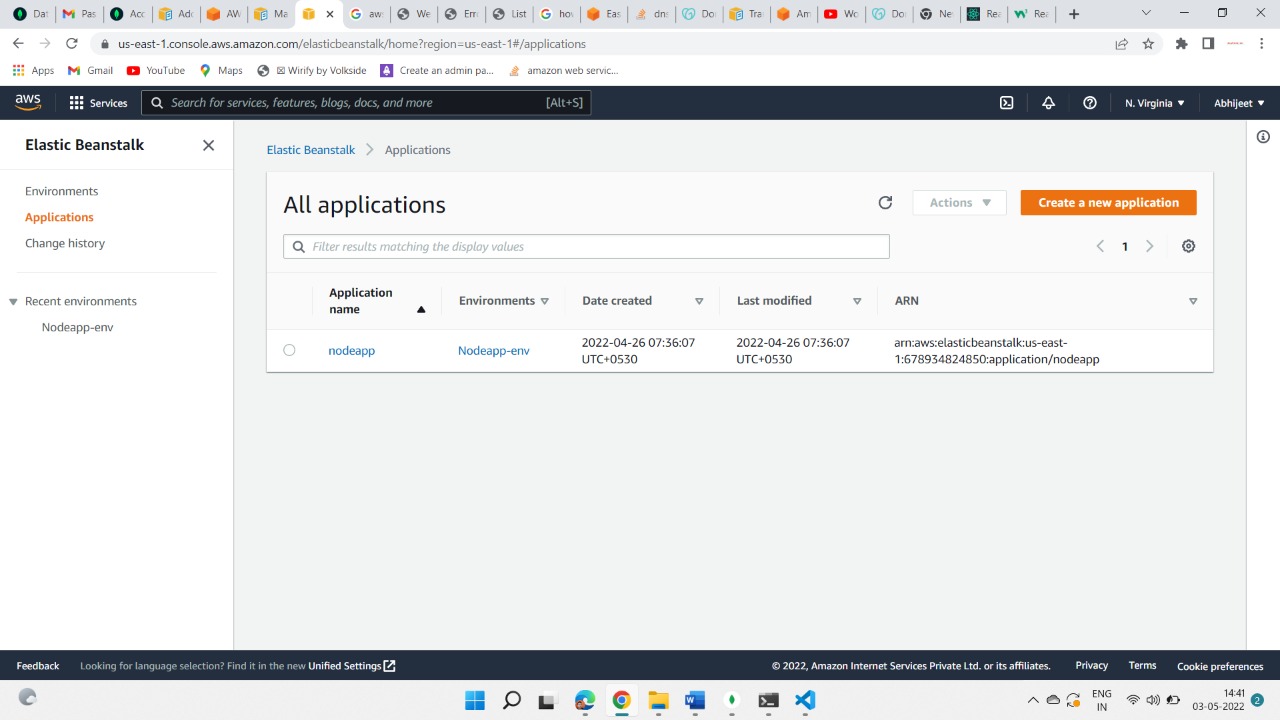 Dat
Pas
Acc
Ado
AW
Ma
awe
We
Erro
List
hov
Eas
dns
Do
Tra
Am
Wo
Do
Ne
Rea
Rea
us-east-1.console.aws.amazon.com/elasticbeanstalk/home?region=us-east-1#/applications
Apps
Gmail
YouTube
Maps
Wirify by Volkside
Create an admin pa...
amazon web servic...
aws
Services
Search for services, features, blogs, docs, and more
[Alt+S]
N. Virginia
Abhijeet
Elastic Beanstalk
Environments
Applications
Change history
Recent environments
Nodeapp-env
Elastic Beanstalk
Applications
All applications
Actions
Create a new application
Filter results matching the display values
1
Application
name
Environments
Date created
Last modified
ARN
nodeapp
Nodeapp-env
2022-04-26 07:36:07
UTC+0530
2022-04-26 07:36:07
UTC+0530
arn:aws:elasticbeanstalk:us-east-
1:678934824850:application/nodeapp
Feedback
Looking for language selection? Find it in the new Unified Settings
© 2022, Amazon Internet Services Private Ltd. or its affiliates.
Privacy
Terms
Cookie preferences
ENG
IN
14:41
03-05-2022
2